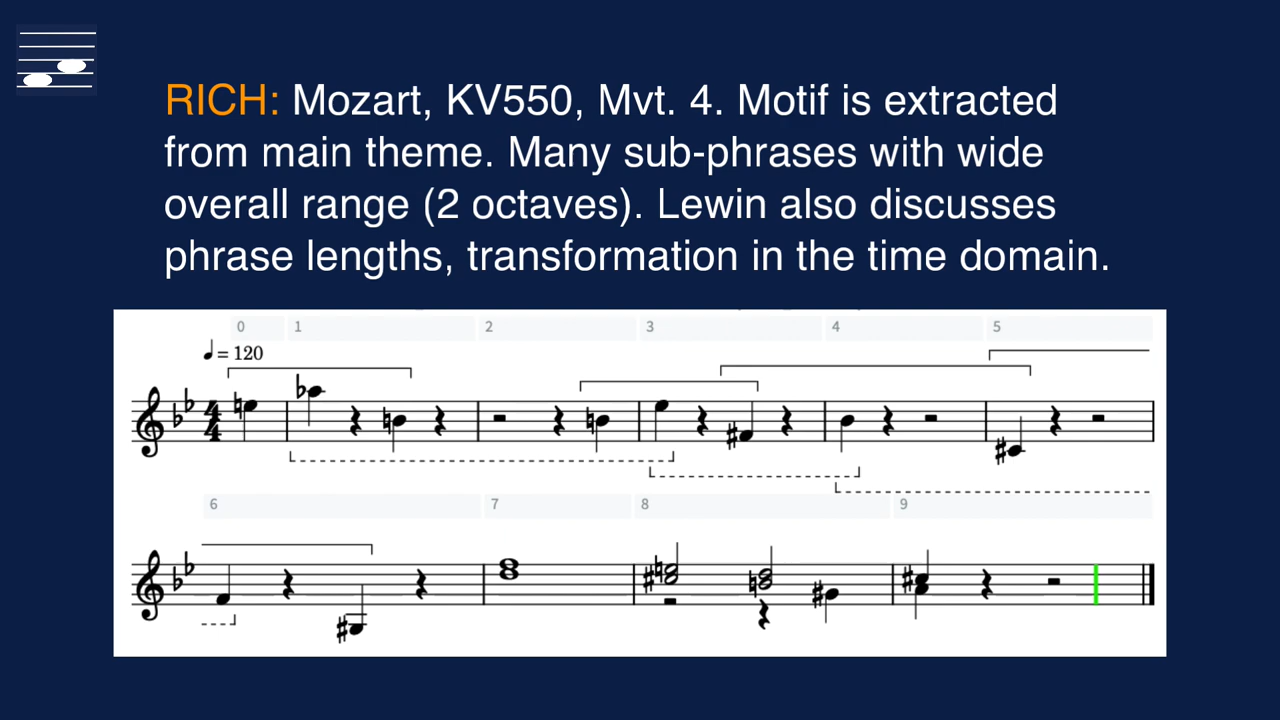 RICH: Mozart, KV550, Mvt. 4. Motif is extracted
from main theme. Many sub-phrases with wide
overall range (2 octaves). Lewin also discusses
phrase lengths, transformation in the time domain.
0 1 2 3 4 5
♩ = 120
4
4
6 7 8 9